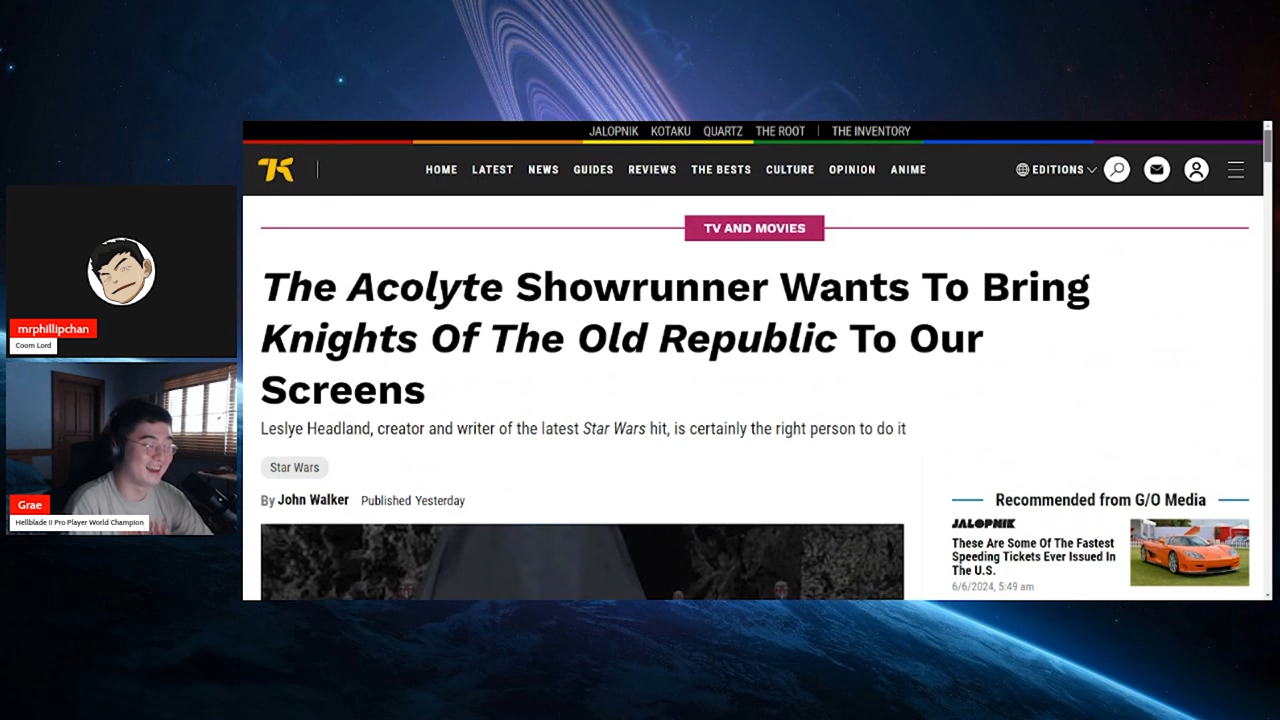 JALOPNIK KOTAKU QUARTZ THE ROOT | THE INVENTORY
HOME LATEST NEWS GUIDES REVIEWS THE BESTS CULTURE OPINION ANIME EDITIONS
TV AND MOVIES
The Acolyte Showrunner Wants To Bring
Knights Of The Old Republic To Our
Screens
Leslye Headland, creator and writer of the latest Star Wars hit, is certainly the right person to do it
Star Wars
By John Walker Published Yesterday
Recommended from G/O Media
JALOPNIK
These Are Some Of The Fastest
Speeding Tickets Ever Issued In
The U.S.
6/6/2024, 5:49 am
mrphillipchan
Coom Lord
Grae
Hellblade II Pro Player World Champion